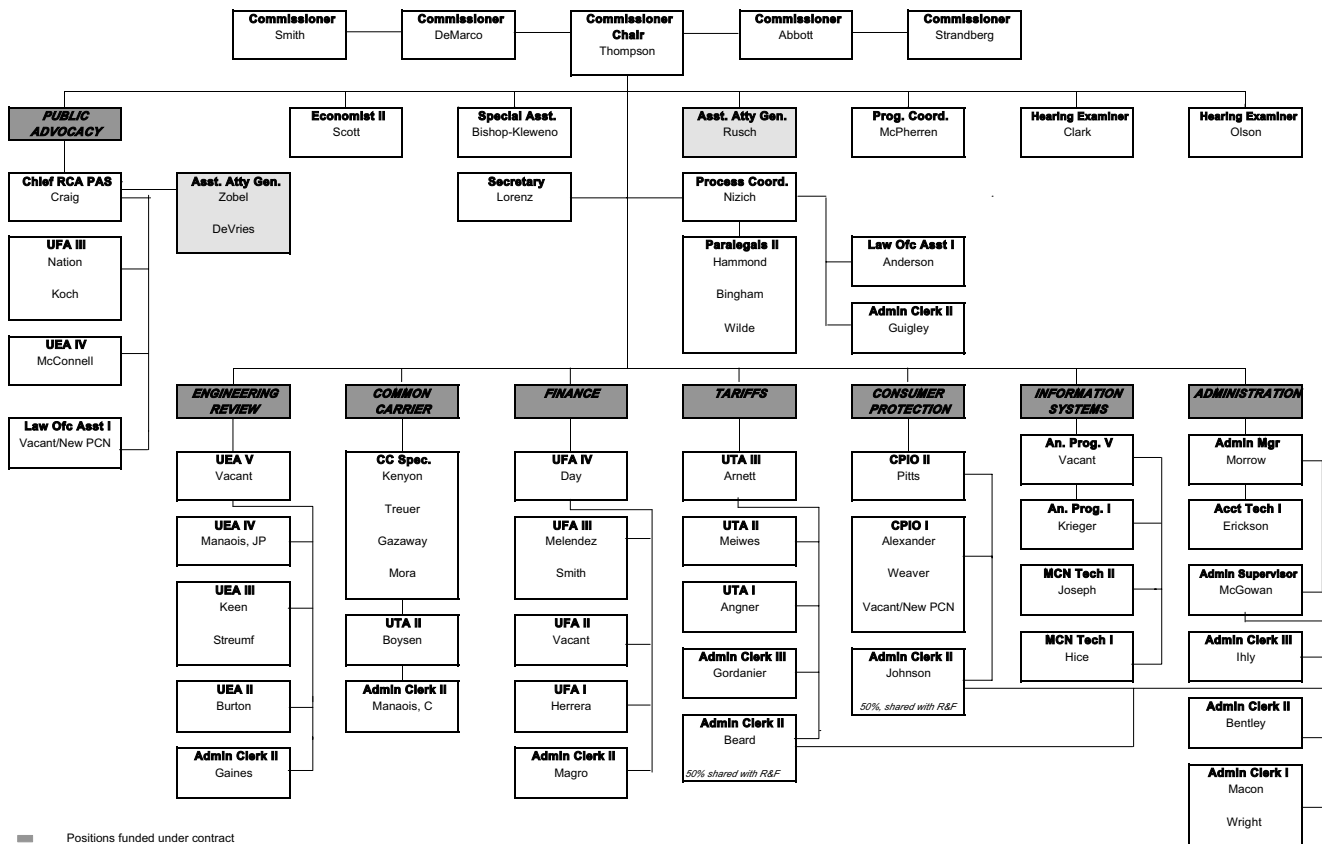 Commissioner
Smith
Commissioner
DeMarco
Commissioner
Chair
Thompson
Commissioner
Abbott
Commissioner
Strandberg
PUBLIC
ADVOCACY
Economist II
Scott
Special Asst.
Bishop-Kleweno
Asst. Atty Gen.
Rusch
Prog. Coord.
McPherren
Hearing Examiner
Clark
Hearing Examiner
Olson
Chief RCA PAS
Craig
Asst. Atty Gen.
Zobel
DeVries
Secretary
Lorenz
Process Coord.
Nizich
UFA III
Nation
Koch
Paralegals II
Hammond
Bingham
Wilde
Law Ofc Asst I
Anderson
Admin Clerk II
Guigley
UEA IV
McConnell
Law Ofc Asst I
Vacant/New PCN
ENGINEERING
REVIEW
UEA V
Vacant
UEA IV
Manaois, JP
UEA III
Keen
Streumf
UEA II
Burton
Admin Clerk II
Gaines
COMMON
CARRIER
CC Spec.
Kenyon
Treuer
Gazaway
Mora
UTA II
Boysen
Admin Clerk II
Manaois, C
FINANCE
UFA IV
Day
UFA III
Melendez
Smith
UFA II
Vacant
UFA I
Herrera
Admin Clerk II
Magro
TARIFFS
UTA III
Arnett
UTA II
Meiwes
UTA I
Angner
Admin Clerk III
Gordanier
Admin Clerk II
Beard
50% shared with R&F
CONSUMER
PROTECTION
CPIO II
Pitts
CPIO I
Alexander
Weaver
Vacant/New PCN
Admin Clerk II
Johnson
50%, shared with R&F
INFORMATION
SYSTEMS
An. Prog. V
Vacant
An. Prog. I
Krieger
MCN Tech II
Joseph
MCN Tech I
Hice
ADMINISTRATION
Admin Mgr
Morrow
Acct Tech I
Erickson
Admin Supervisor
McGowan
Admin Clerk III
Ihly
Admin Clerk II
Bentley
Admin Clerk I
Macon
Wright
Positions funded under contract